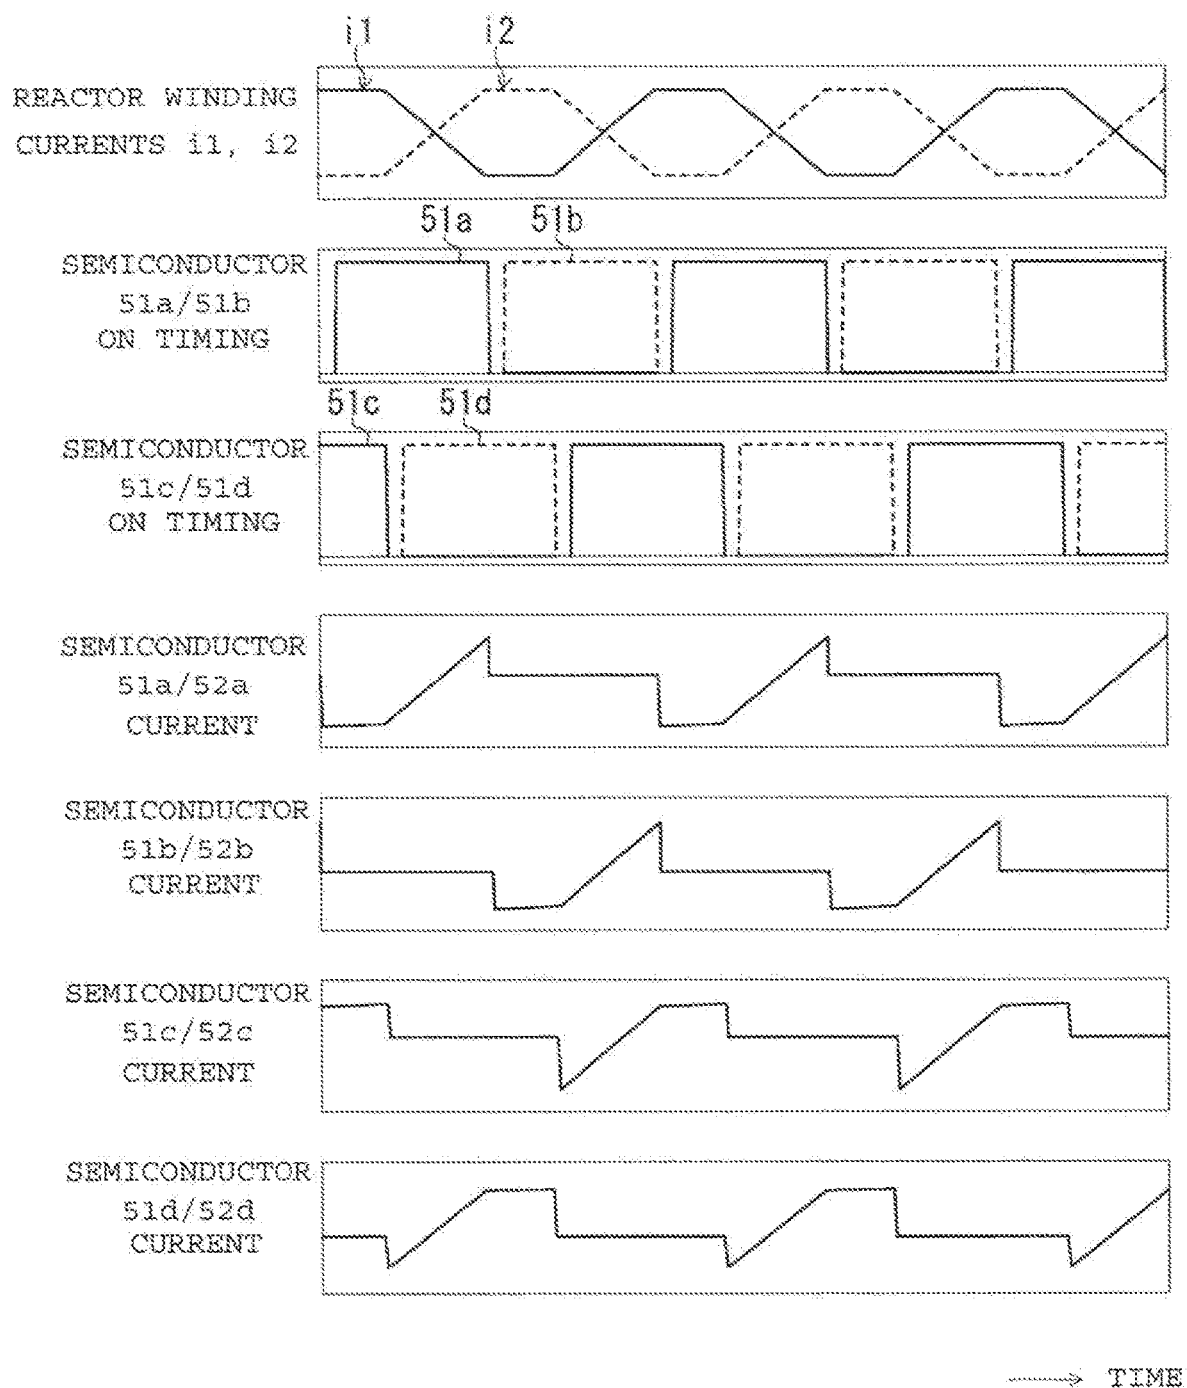 i1 i2
REACTOR WINDING
CURRENTS i1, i2
51a 51b
SEMICONDUCTOR
51a/51b
ON TIMING
51c 51d
SEMICONDUCTOR
51c/51d
ON TIMING
SEMICONDUCTOR
51a/52a
CURRENT
SEMICONDUCTOR
51b/52b
CURRENT
SEMICONDUCTOR
51c/52c
CURRENT
SEMICONDUCTOR
51d/52d
CURRENT
TIME